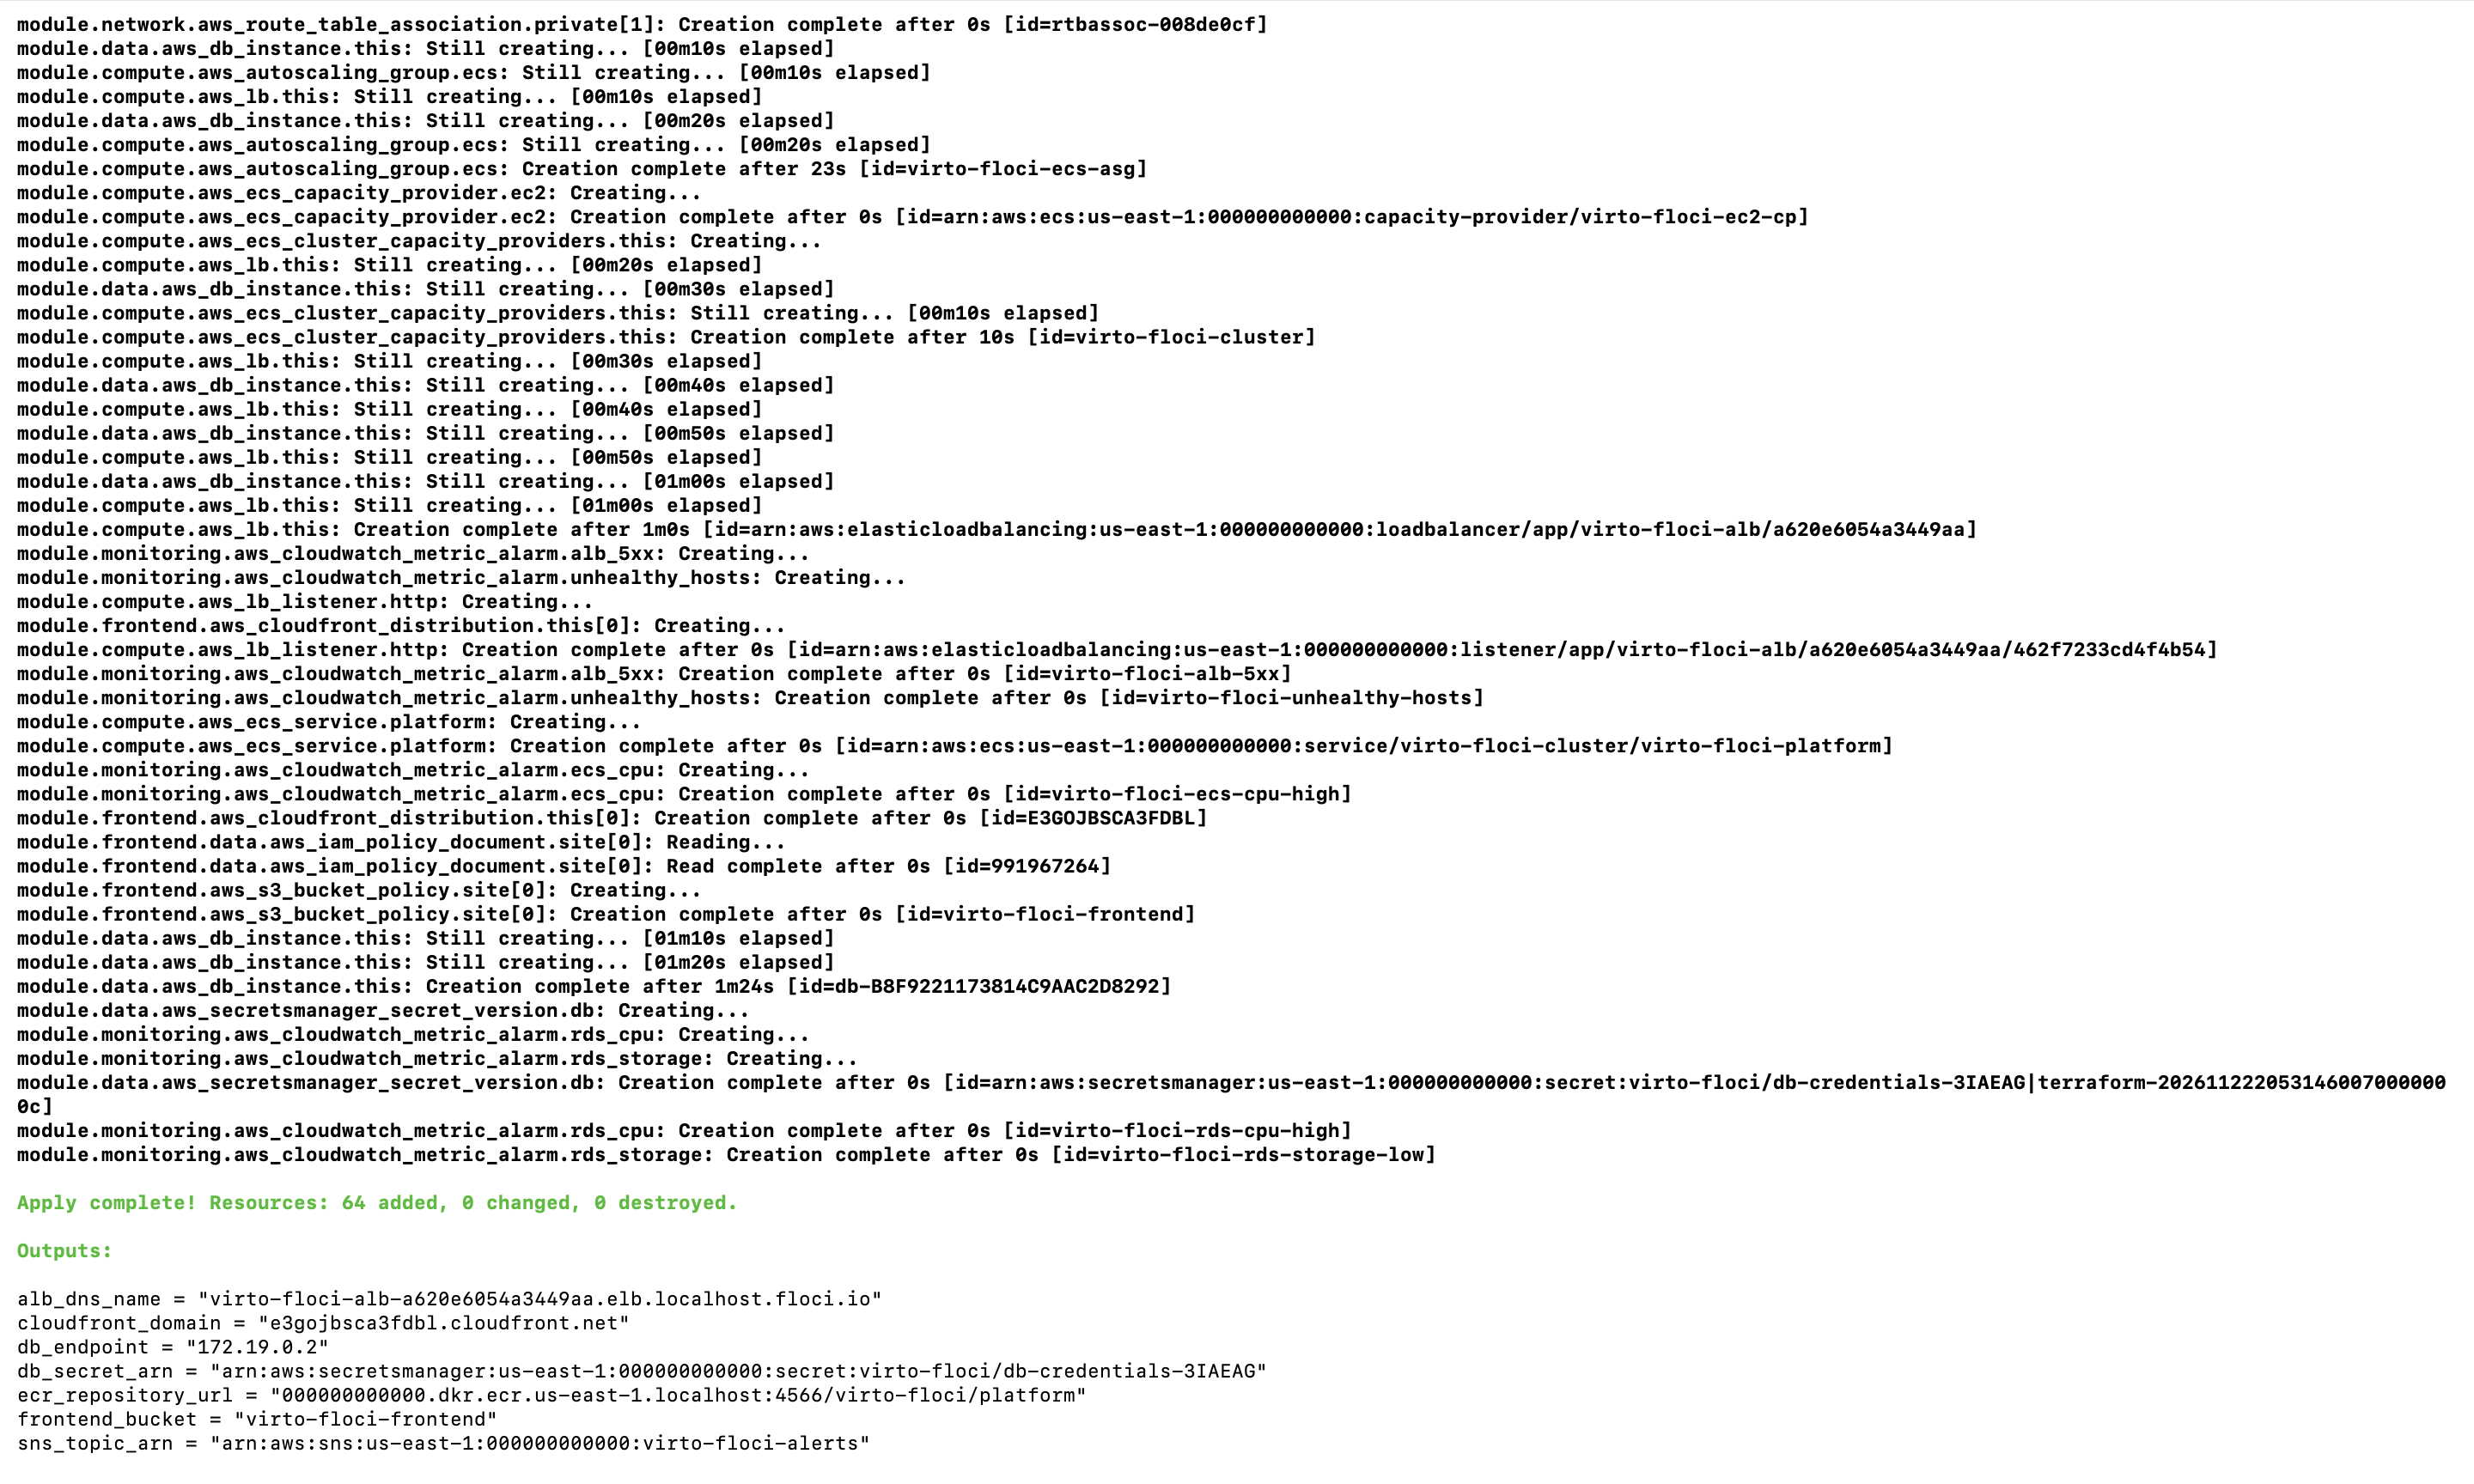 module.network.aws_route_table_association.private[1]: Creation complete after 0s [id=rtbassoc-008de0cf]
module.data.aws_db_instance.this: Still creating... [00m10s elapsed]
module.compute.aws_autoscaling_group.ecs: Still creating... [00m10s elapsed]
module.compute.aws_lb.this: Still creating... [00m10s elapsed]
module.data.aws_db_instance.this: Still creating... [00m20s elapsed]
module.compute.aws_autoscaling_group.ecs: Still creating... [00m20s elapsed]
module.compute.aws_autoscaling_group.ecs: Creation complete after 23s [id=virto-floci-ecs-asg]
module.compute.aws_ecs_capacity_provider.ec2: Creating...
module.compute.aws_ecs_capacity_provider.ec2: Creation complete after 0s [id=arn:aws:ecs:us-east-1:000000000000:capacity-provider/virto-floci-ec2-cp]
module.compute.aws_ecs_cluster_capacity_providers.this: Creating...
module.compute.aws_lb.this: Still creating... [00m20s elapsed]
module.data.aws_db_instance.this: Still creating... [00m30s elapsed]
module.compute.aws_ecs_cluster_capacity_providers.this: Still creating... [00m10s elapsed]
module.compute.aws_ecs_cluster_capacity_providers.this: Creation complete after 10s [id=virto-floci-cluster]
module.compute.aws_lb.this: Still creating... [00m30s elapsed]
module.data.aws_db_instance.this: Still creating... [00m40s elapsed]
module.compute.aws_lb.this: Still creating... [00m40s elapsed]
module.data.aws_db_instance.this: Still creating... [00m50s elapsed]
module.compute.aws_lb.this: Still creating... [00m50s elapsed]
module.data.aws_db_instance.this: Still creating... [01m00s elapsed]
module.compute.aws_lb.this: Still creating... [01m00s elapsed]
module.compute.aws_lb.this: Creation complete after 1m0s [id=arn:aws:elasticloadbalancing:us-east-1:000000000000:loadbalancer/app/virto-floci-alb/a620e6054a3449aa]
module.monitoring.aws_cloudwatch_metric_alarm.alb_5xx: Creating...
module.monitoring.aws_cloudwatch_metric_alarm.unhealthy_hosts: Creating...
module.compute.aws_lb_listener.http: Creating...
module.frontend.aws_cloudfront_distribution.this[0]: Creating...
module.compute.aws_lb_listener.http: Creation complete after 0s [id=arn:aws:elasticloadbalancing:us-east-1:000000000000:listener/app/virto-floci-alb/a620e6054a3449aa/462f7233cd4f4b54]
module.monitoring.aws_cloudwatch_metric_alarm.alb_5xx: Creation complete after 0s [id=virto-floci-alb-5xx]
module.monitoring.aws_cloudwatch_metric_alarm.unhealthy_hosts: Creation complete after 0s [id=virto-floci-unhealthy-hosts]
module.compute.aws_ecs_service.platform: Creating...
module.compute.aws_ecs_service.platform: Creation complete after 0s [id=arn:aws:ecs:us-east-1:000000000000:service/virto-floci-cluster/virto-floci-platform]
module.monitoring.aws_cloudwatch_metric_alarm.ecs_cpu: Creating...
module.monitoring.aws_cloudwatch_metric_alarm.ecs_cpu: Creation complete after 0s [id=virto-floci-ecs-cpu-high]
module.frontend.aws_cloudfront_distribution.this[0]: Creation complete after 0s [id=E3GOJBSCA3FDBL]
module.frontend.data.aws_iam_policy_document.site[0]: Reading...
module.frontend.data.aws_iam_policy_document.site[0]: Read complete after 0s [id=991967264]
module.frontend.aws_s3_bucket_policy.site[0]: Creating...
module.frontend.aws_s3_bucket_policy.site[0]: Creation complete after 0s [id=virto-floci-frontend]
module.data.aws_db_instance.this: Still creating... [01m10s elapsed]
module.data.aws_db_instance.this: Still creating... [01m20s elapsed]
module.data.aws_db_instance.this: Creation complete after 1m24s [id=db-B8F9221173814C9AAC2D8292]
module.data.aws_secretsmanager_secret_version.db: Creating...
module.monitoring.aws_cloudwatch_metric_alarm.rds_cpu: Creating...
module.monitoring.aws_cloudwatch_metric_alarm.rds_storage: Creating...
module.data.aws_secretsmanager_secret_version.db: Creation complete after 0s [id=arn:aws:secretsmanager:us-east-1:000000000000:secret:virto-floci/db-credentials-3IAEAG|terraform-202611222053146007000000
0c]
module.monitoring.aws_cloudwatch_metric_alarm.rds_cpu: Creation complete after 0s [id=virto-floci-rds-cpu-high]
module.monitoring.aws_cloudwatch_metric_alarm.rds_storage: Creation complete after 0s [id=virto-floci-rds-storage-low]
Apply complete! Resources: 64 added, 0 changed, 0 destroyed.
Outputs:
alb_dns_name = "virto-floci-alb-a620e6054a3449aa.elb.localhost.floci.io"
cloudfront_domain = "e3gojbsca3fdbl.cloudfront.net"
db_endpoint = "172.19.0.2"
db_secret_arn = "arn:aws:secretsmanager:us-east-1:000000000000:secret:virto-floci/db-credentials-3IAEAG"
ecr_repository_url = "000000000000.dkr.ecr.us-east-1.localhost:4566/virto-floci/platform"
frontend_bucket = "virto-floci-frontend"
sns_topic_arn = "arn:aws:sns:us-east-1:000000000000:virto-floci-alerts"